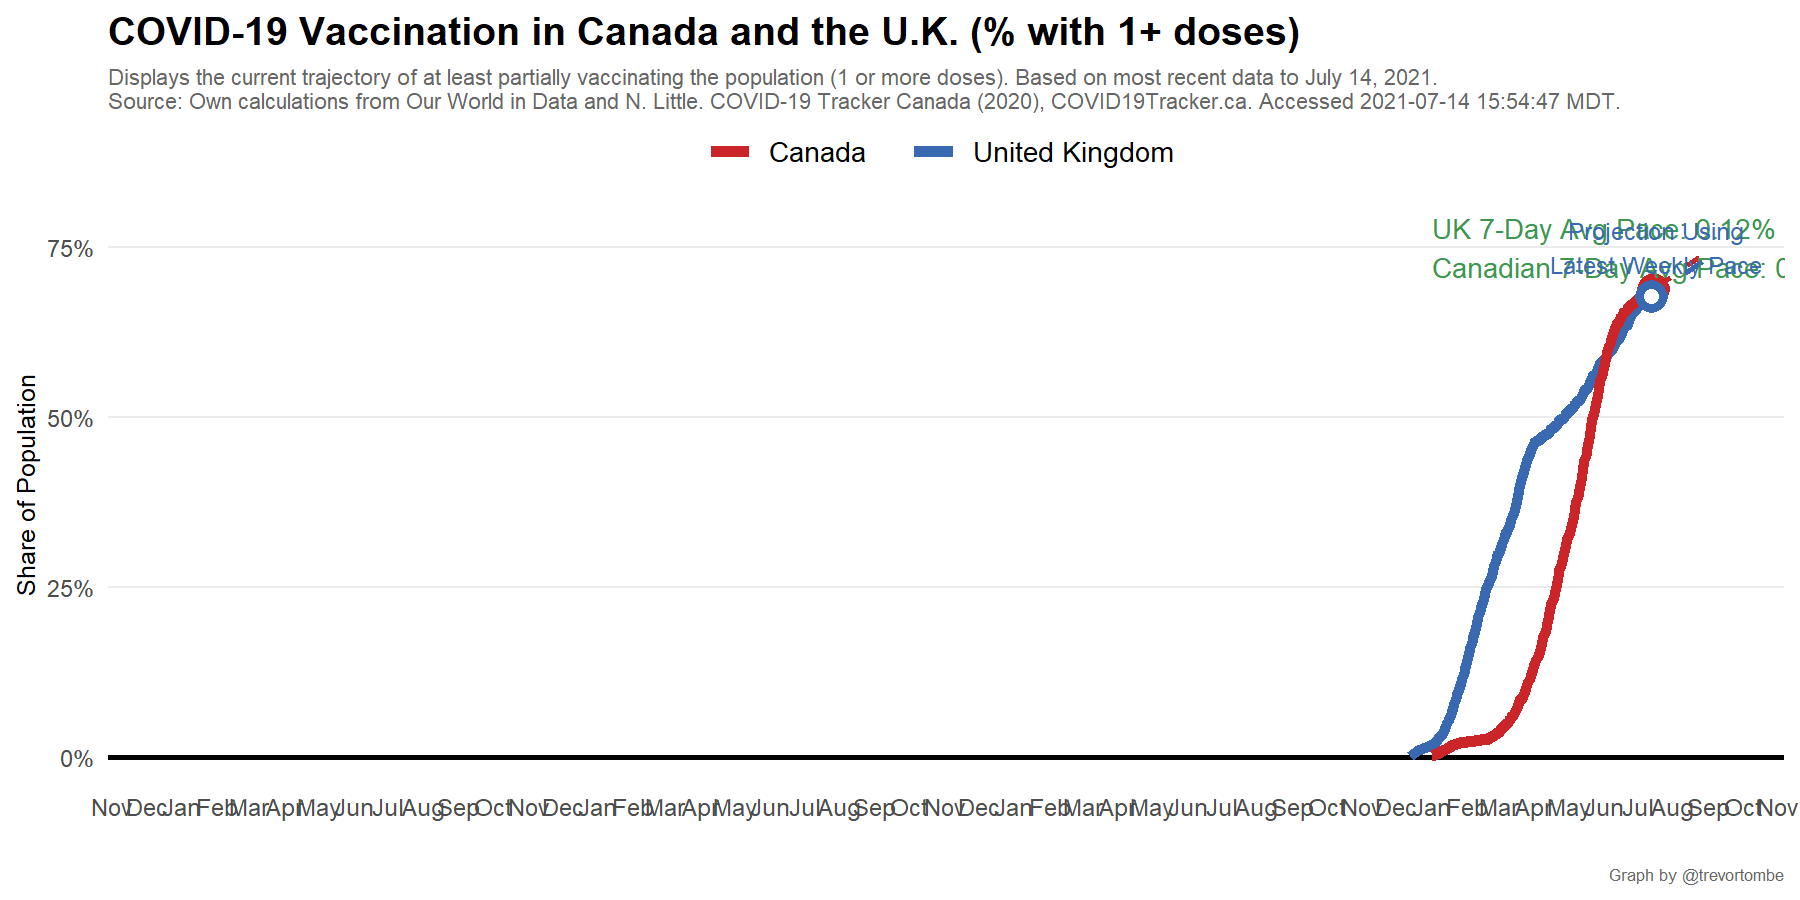 COVID-19 Vaccination in Canada and the U.K. (% with 1+ doses)
Displays the current trajectory of at least partially vaccinating the population (1 or more doses). Based on most recent data to July 14, 2021.
Source: Own calculations from Our World in Data and N. Little. COVID-19 Tracker Canada (2020), COVID19Tracker.ca. Accessed 2021-07-14 15:54:47 MDT.
Canada United Kingdom
UK 7-Day Avg Pace: 0.12%
Projection Using
Latest Weekly Pace
Canadian 7-Day Avg Pace: 0
75%
50%
25%
0%
Share of Population
Nov Dec Jan Feb Mar Apr May Jun Jul Aug Sep Oct Nov Dec Jan Feb Mar Apr May Jun Jul Aug Sep Oct Nov Dec Jan Feb Mar Apr May Jun Jul Aug Sep Oct Nov Dec Jan Feb Mar Apr May Jun Jul Aug Sep Oct Nov
Graph by @trevortombe